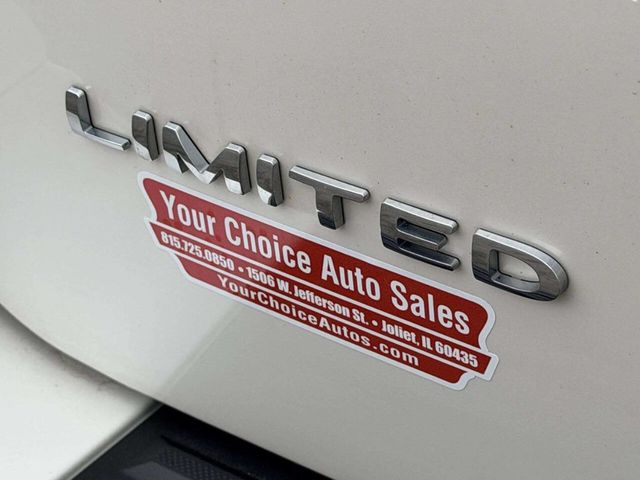 LIMITED
Your Choice Auto Sales
815.725.0850 • 1506 W. Jefferson St. • Joliet, IL 60435
YourChoiceAutos.com